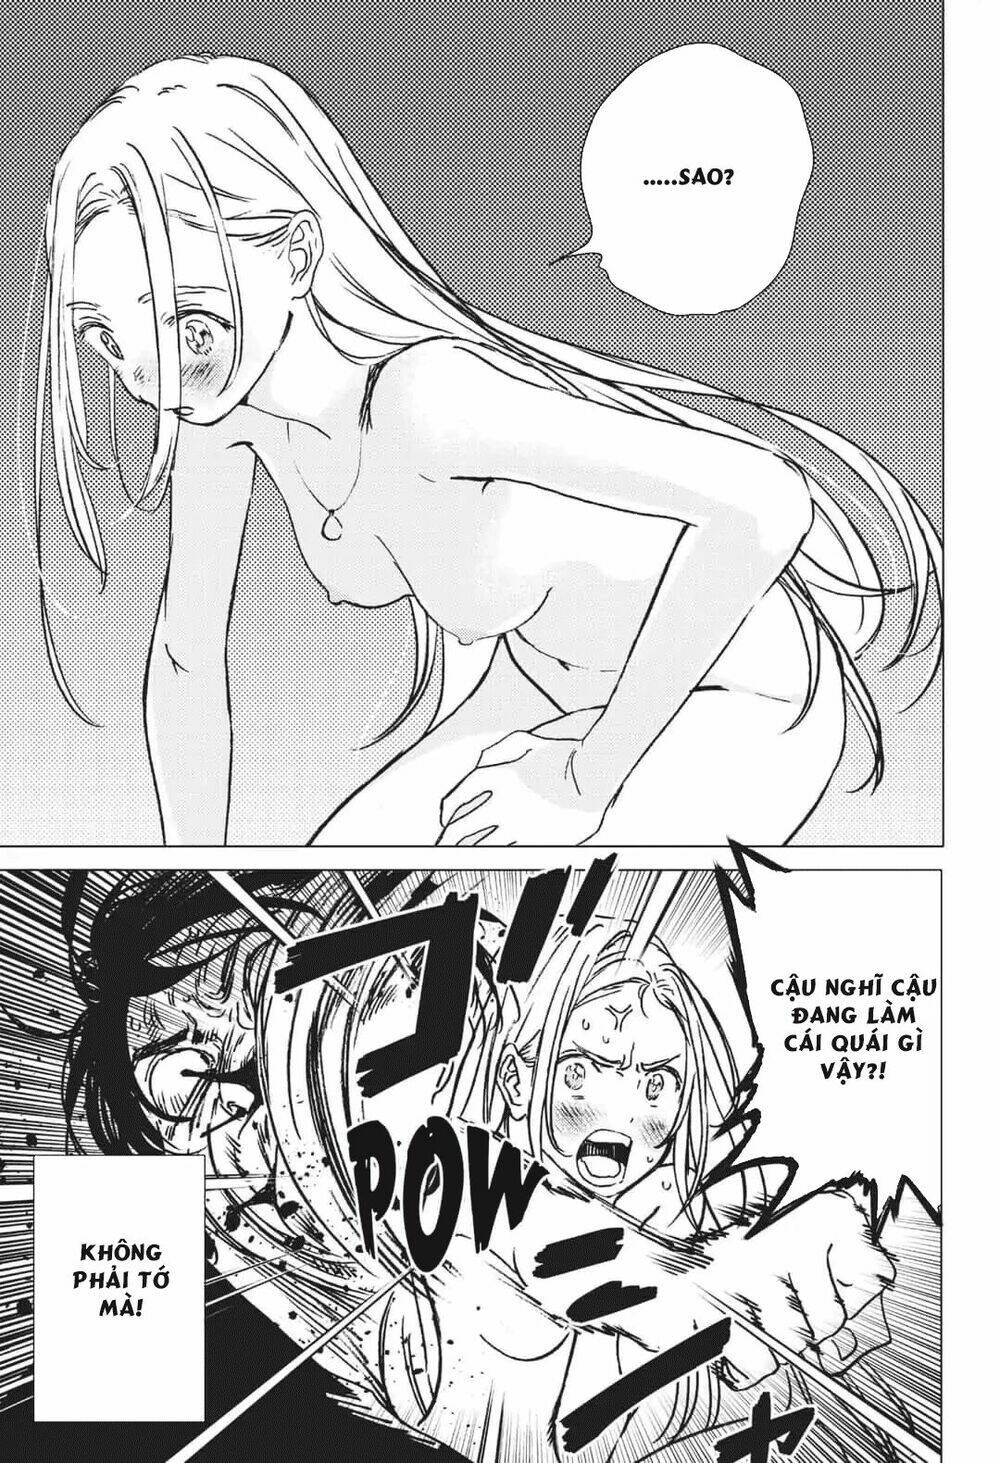 .....SAO?
CẬU NGHĨ CẬU
ĐANG LÀM
CÁI QUÁI GÌ
VẬY?!
POW
KHÔNG
PHẢI TỚ
MÀ!